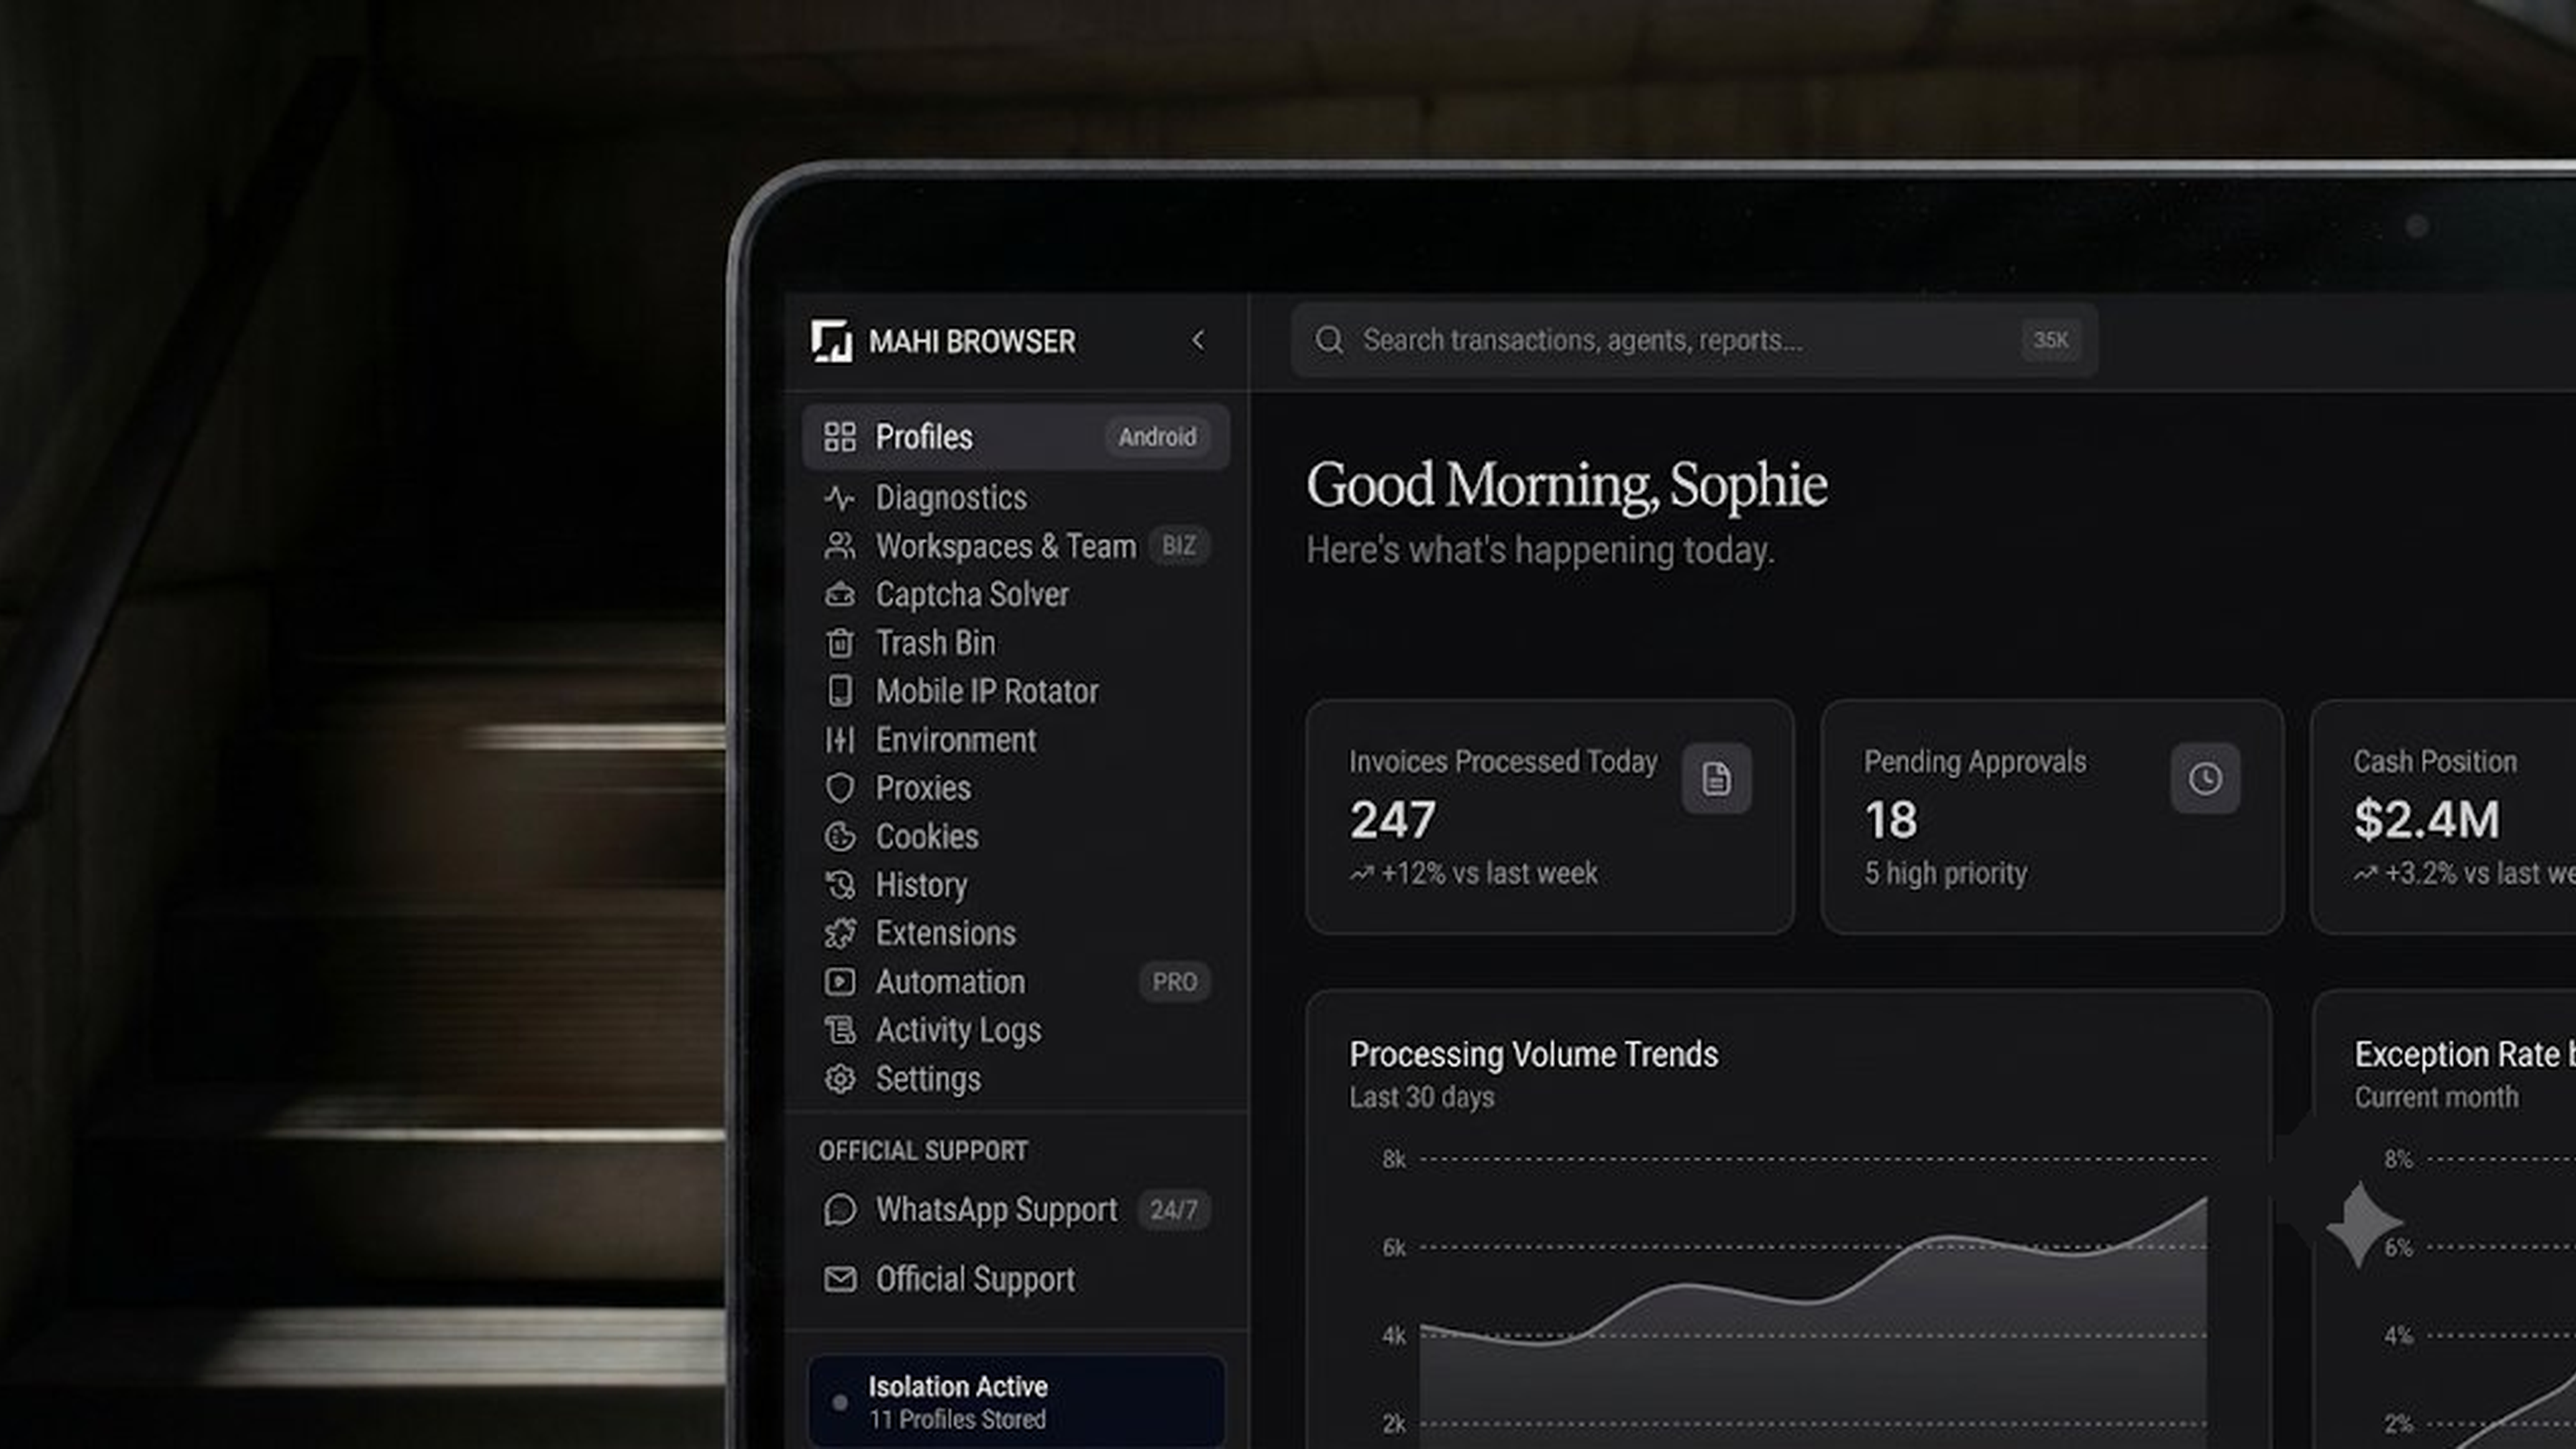 MAHI BROWSER
Search transactions, agents, reports...
35K
Profiles
Android
Diagnostics
Workspaces & Team
BIZ
Captcha Solver
Trash Bin
Mobile IP Rotator
Environment
Proxies
Cookies
History
Extensions
Automation
PRO
Activity Logs
Settings
OFFICIAL SUPPORT
WhatsApp Support
24/7
Official Support
Isolation Active
11 Profiles Stored
Good Morning, Sophie
Here's what's happening today.
Invoices Processed Today
247
+12% vs last week
Pending Approvals
18
5 high priority
Cash Position
$2.4M
+3.2% vs last we
Processing Volume Trends
Last 30 days
8k
6k
4k
2k
Exception Rate
Current month
8%
6%
4%
2%